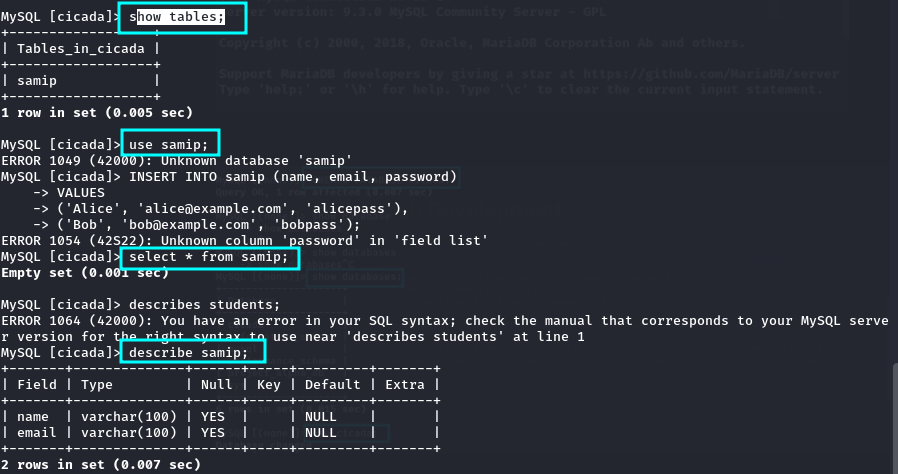 Server version: 9.3.0 MySQL Community Server - GPL
Copyright (c) 2000, 2018, Oracle, MariaDB Corporation Ab and others.
Support MariaDB developers by giving a star at https://github.com/MariaDB/server
Type 'help;' or '\h' for help. Type '\c' to clear the current input statement.
MySQL [cicada]> show tables;
+------------------+
| Tables_in_cicada |
+------------------+
| samip            |
+------------------+
1 row in set (0.005 sec)
MySQL [cicada]> use samip;
ERROR 1049 (42000): Unknown database 'samip'
MySQL [cicada]> INSERT INTO samip (name, email, password)
    -> VALUES
    -> ('Alice', 'alice@example.com', 'alicepass'),
    -> ('Bob', 'bob@example.com', 'bobpass');
ERROR 1054 (42S22): Unknown column 'password' in 'field list'
MySQL [cicada]> select * from samip;
Empty set (0.001 sec)
MySQL [cicada]> describes students;
ERROR 1064 (42000): You have an error in your SQL syntax; check the manual that corresponds to your MySQL serve
r version for the right syntax to use near 'describes students' at line 1
MySQL [cicada]> describe samip;
+-------+--------------+------+-----+---------+-------+
| Field | Type         | Null | Key | Default | Extra |
+-------+--------------+------+-----+---------+-------+
| name  | varchar(100) | YES  |     | NULL    |       |
| email | varchar(100) | YES  |     | NULL    |       |
+-------+--------------+------+-----+---------+-------+
2 rows in set (0.007 sec)